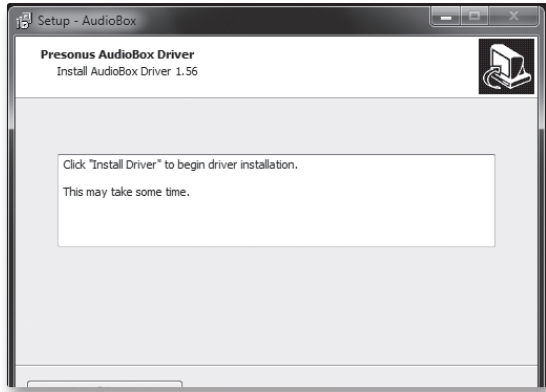 Setup - AudioBox
Presonus AudioBox Driver
Install AudioBox Driver 1.56
Click "Install Driver" to begin driver installation.
This may take some time.